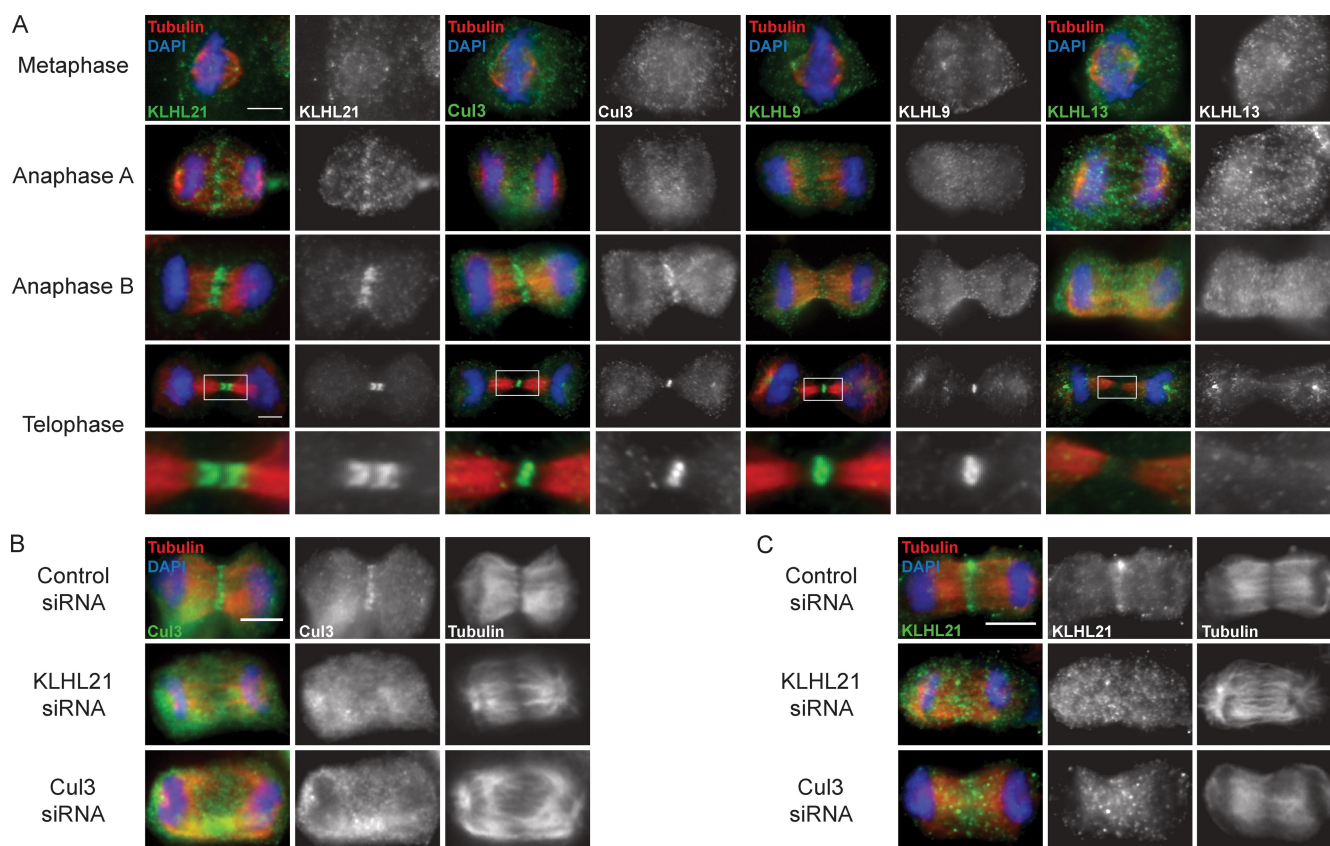 A
Metaphase
Tubulin
DAPI
KLHL21
KLHL21
Tubulin
DAPI
Cul3
Cul3
Tubulin
DAPI
KLHL9
KLHL9
Tubulin
DAPI
KLHL13
KLHL13
Anaphase A
Anaphase B
Telophase
B
Control
siRNA
Tubulin
DAPI
Cul3
Cul3
Tubulin
KLHL21
siRNA
Cul3
siRNA
C
Control
siRNA
Tubulin
DAPI
KLHL21
KLHL21
Tubulin
KLHL21
siRNA
Cul3
siRNA